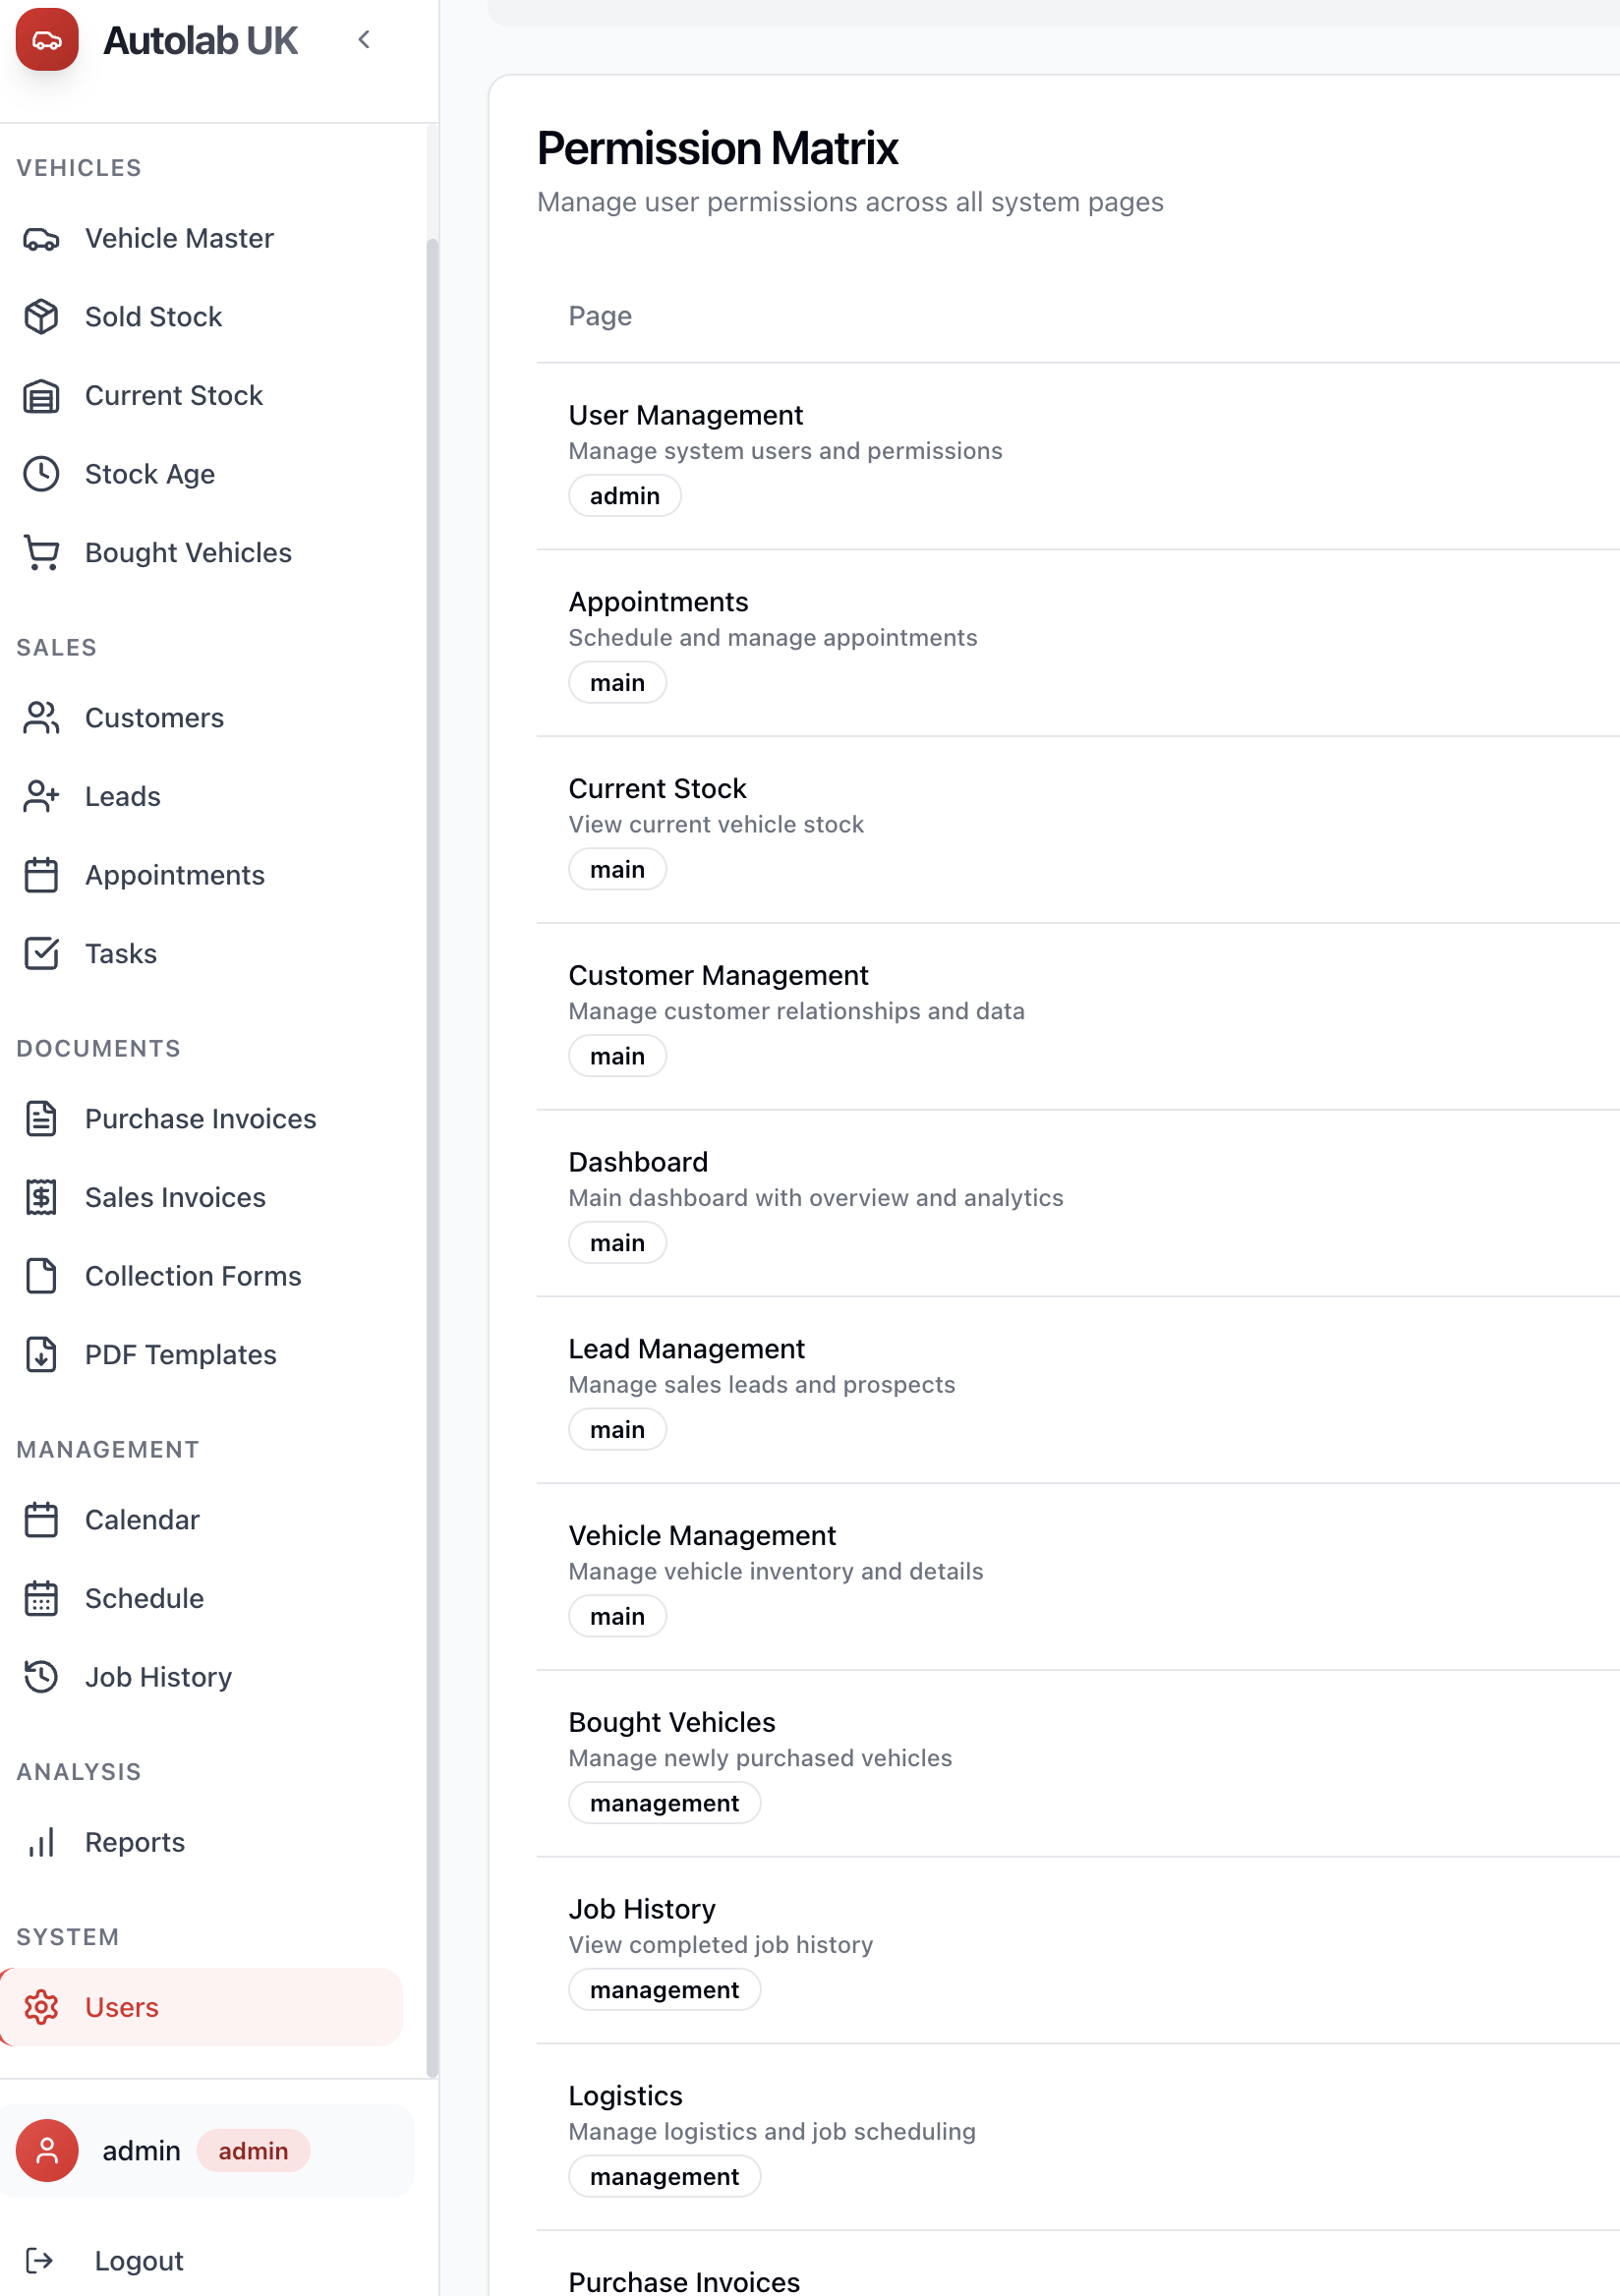 Autolab UK
VEHICLES
Vehicle Master
Sold Stock
Current Stock
Stock Age
Bought Vehicles
SALES
Customers
Leads
Appointments
Tasks
DOCUMENTS
Purchase Invoices
Sales Invoices
Collection Forms
PDF Templates
MANAGEMENT
Calendar
Schedule
Job History
ANALYSIS
Reports
SYSTEM
Users
admin admin
Logout
Permission Matrix
Manage user permissions across all system pages
Page
User Management
Manage system users and permissions
admin
Appointments
Schedule and manage appointments
main
Current Stock
View current vehicle stock
main
Customer Management
Manage customer relationships and data
main
Dashboard
Main dashboard with overview and analytics
main
Lead Management
Manage sales leads and prospects
main
Vehicle Management
Manage vehicle inventory and details
main
Bought Vehicles
Manage newly purchased vehicles
management
Job History
View completed job history
management
Logistics
Manage logistics and job scheduling
management
Purchase Invoices